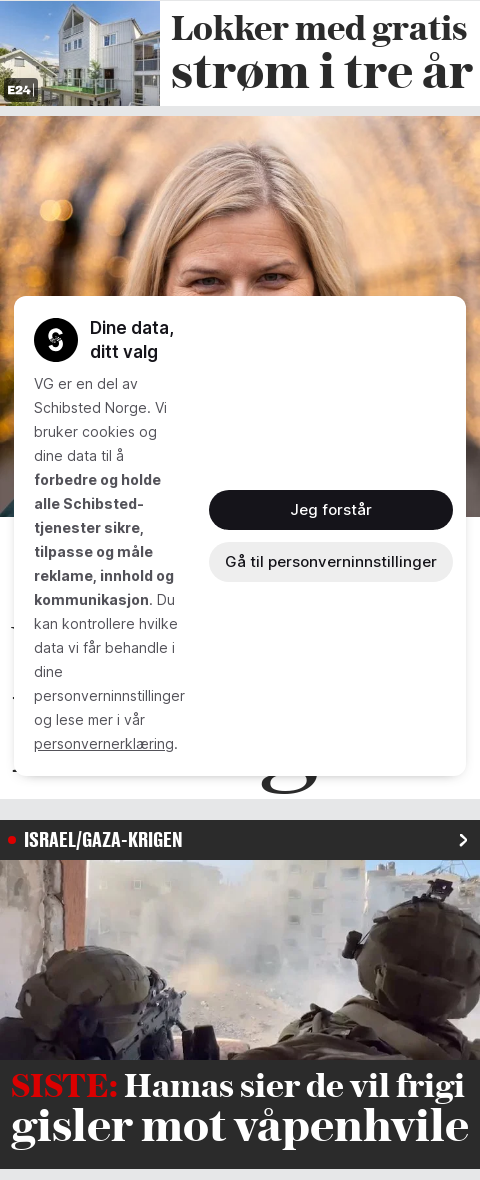 Lokker med gratis
strøm i tre år
E24
Dine data,
ditt valg
VG er en del av
Schibsted Norge. Vi
bruker cookies og
dine data til å
forbedre og holde
alle Schibsted-
tjenester sikre,
tilpasse og måle
reklame, innhold og
kommunikasjon. Du
kan kontrollere hvilke
data vi får behandle i
dine
personverninnstillinger
og lese mer i vår
personvernerklæring.
Jeg forstår
Gå til personverninnstillinger
ISRAEL/GAZA-KRIGEN
SISTE: Hamas sier de vil frigi
gisler mot våpenhvile